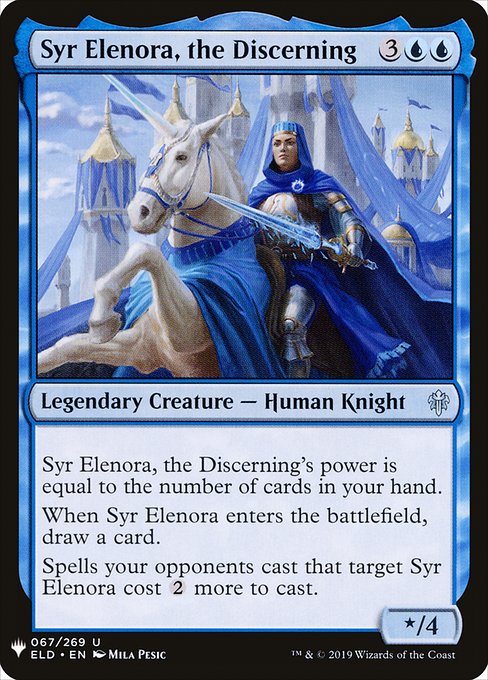 Syr Elenora, the Discerning 3
Legendary Creature — Human Knight
Syr Elenora, the Discerning's power is
equal to the number of cards in your hand.
When Syr Elenora enters the battlefield,
draw a card.
Spells your opponents cast that target Syr
Elenora cost 2 more to cast.
*/4
067/269 U
ELD • EN Mila Pesic
™ & © 2019 Wizards of the Coast